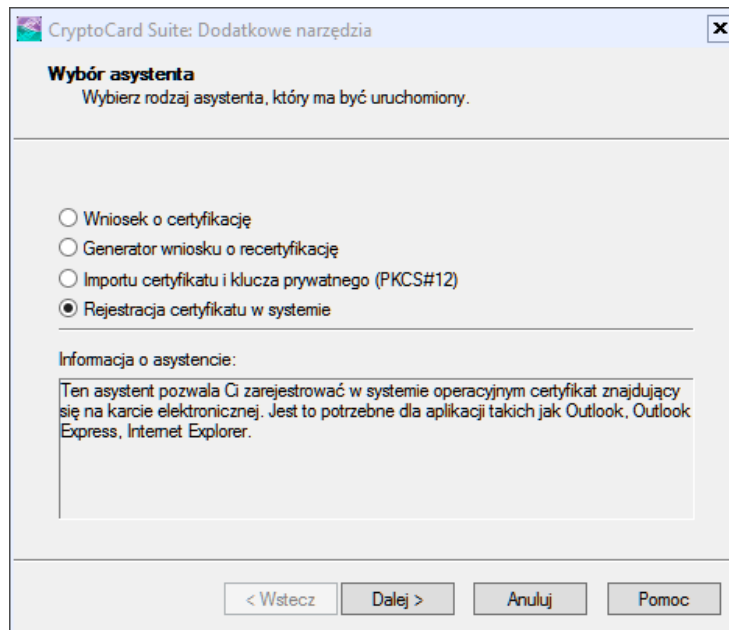 CryptoCard Suite: Dodatkowe narzędzia
Wybór asystenta
Wybierz rodzaj asystenta, który ma być uruchomiony.
Wniosek o certyfikację
Generator wniosku o recertyfikację
Importu certyfikatu i klucza prywatnego (PKCS#12)
Rejestracja certyfikatu w systemie
Informacja o asystencie:
Ten asystent pozwala Ci zarejestrować w systemie operacyjnym certyfikat znajdujący
się na karcie elektronicznej. Jest to potrzebne dla aplikacji takich jak Outlook, Outlook
Express, Internet Explorer.
< Wstecz Dalej > Anuluj Pomoc